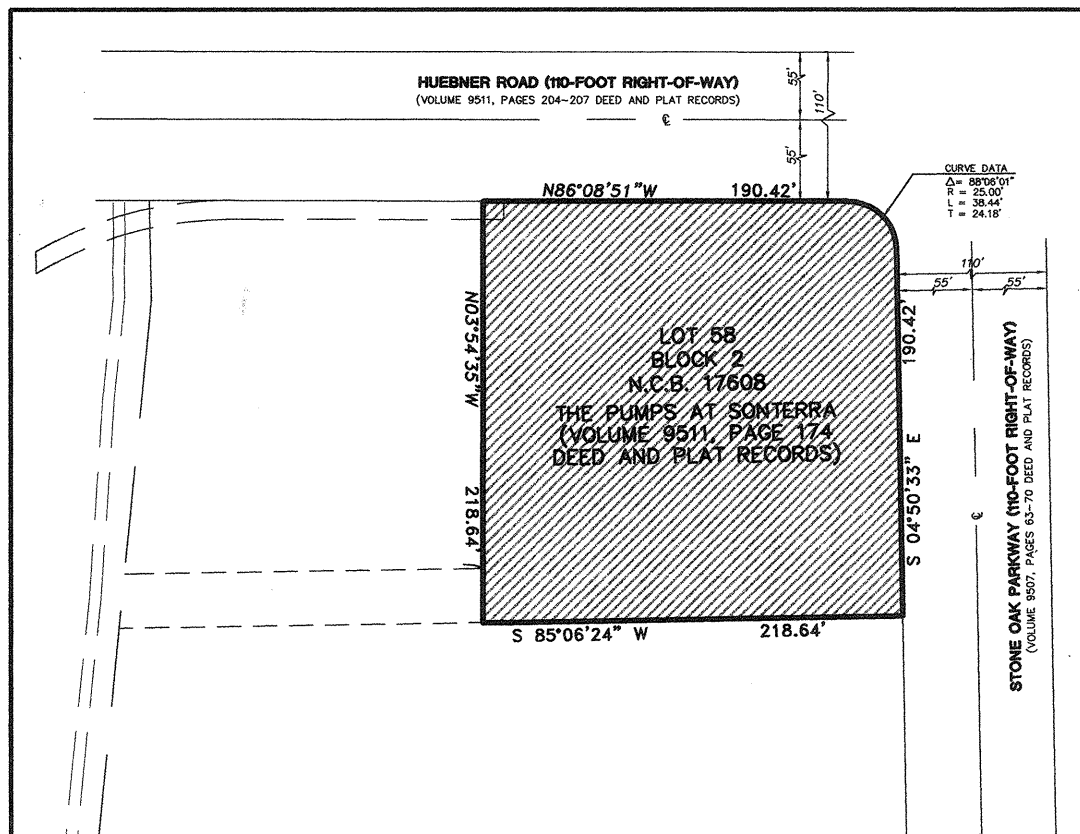 HUEBNER ROAD (110-FOOT RIGHT-OF-WAY)
(VOLUME 9511, PAGES 204-207 DEED AND PLAT RECORDS)
55'
110'
55'
℄
CURVE DATA
Δ= 88°06'01"
R = 25.00'
L = 38.44'
T = 24.18'
N86°08'51"W 190.42'
110'
55' 55'
N03°54'35"W 218.64'
LOT 58
BLOCK 2
N.C.B. 17608
THE PUMPS AT SONTERRA
(VOLUME 9511, PAGE 174
DEED AND PLAT RECORDS)
S 04°50'33" E 190.42'
℄
STONE OAK PARKWAY (110-FOOT RIGHT-OF-WAY)
(VOLUME 9507, PAGES 63-70 DEED AND PLAT RECORDS)
S 85°06'24" W 218.64'